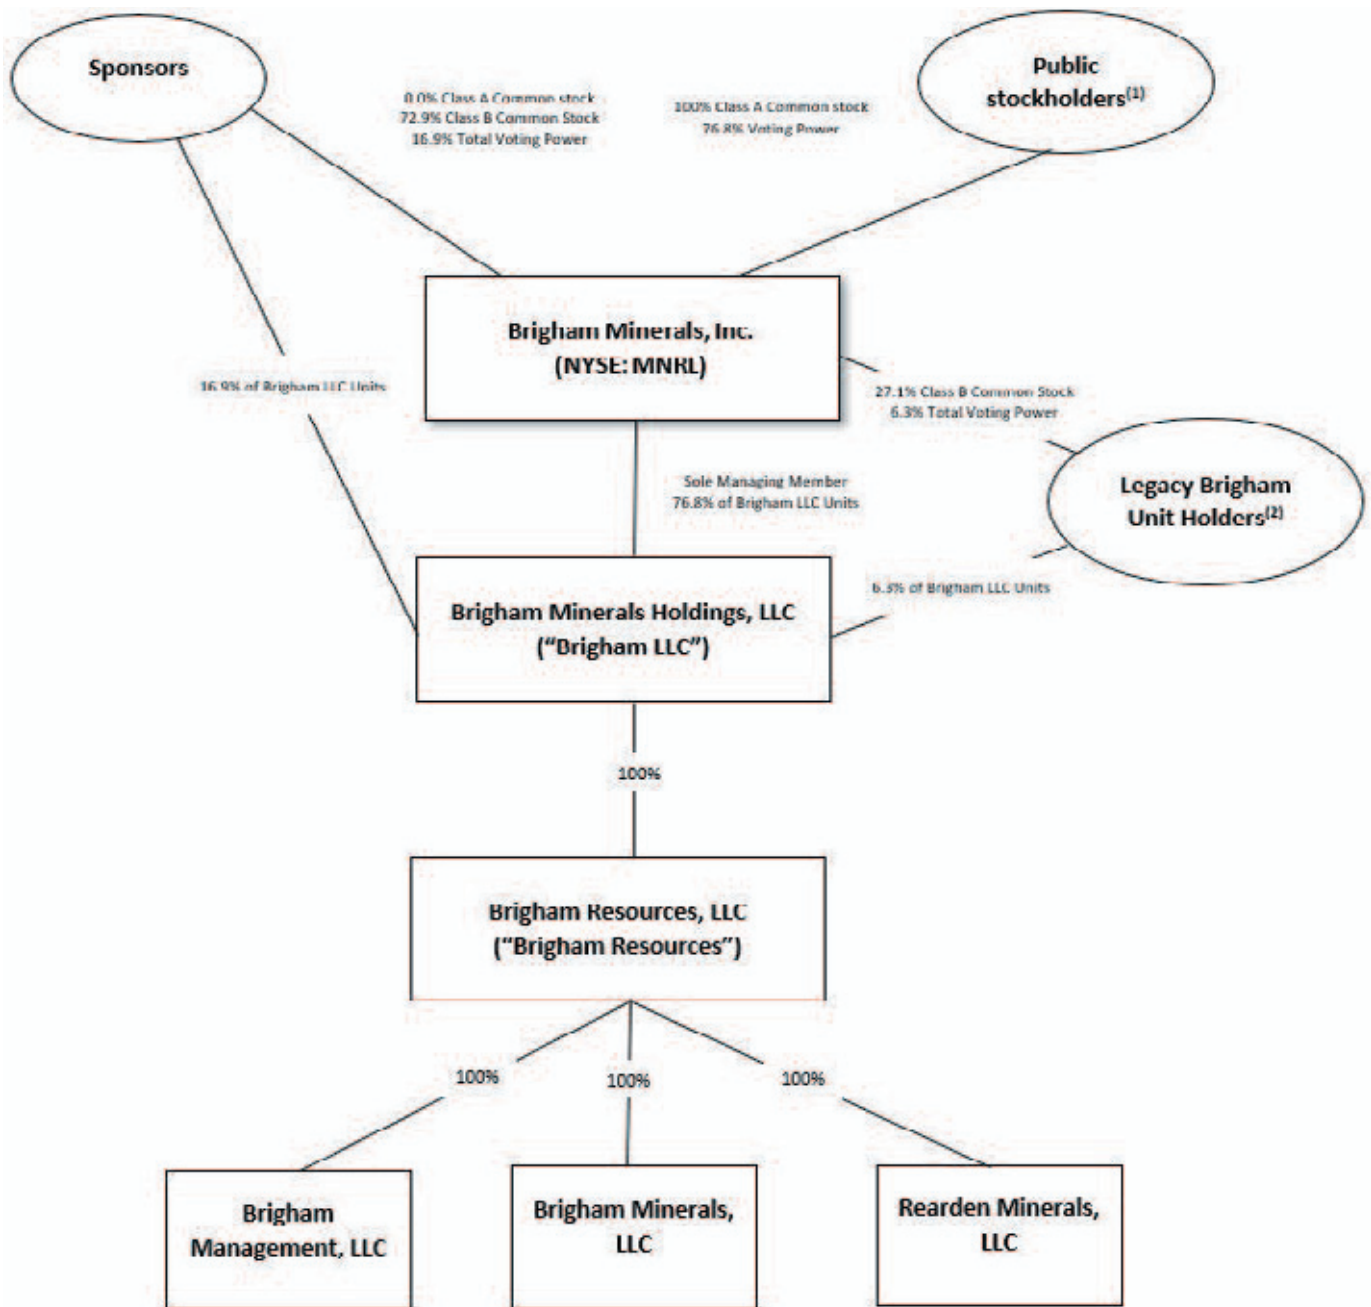 Sponsors
Public
stockholders(1)
0.0% Class A Common stock
72.9% Class B Common Stock
16.9% Total Voting Power
100% Class A Common stock
76.8% Voting Power
Brigham Minerals, Inc.
(NYSE: MNRL)
16.9% of Brigham LLC Units
27.1% Class B Common Stock
6.3% Total Voting Power
Sole Managing Member
76.8% of Brigham LLC Units
Legacy Brigham
Unit Holders(2)
6.3% of Brigham LLC Units
Brigham Minerals Holdings, LLC
(“Brigham LLC”)
100%
Brigham Resources, LLC
(“Brigham Resources”)
100%
100%
100%
Brigham
Management, LLC
Brigham Minerals,
LLC
Rearden Minerals,
LLC